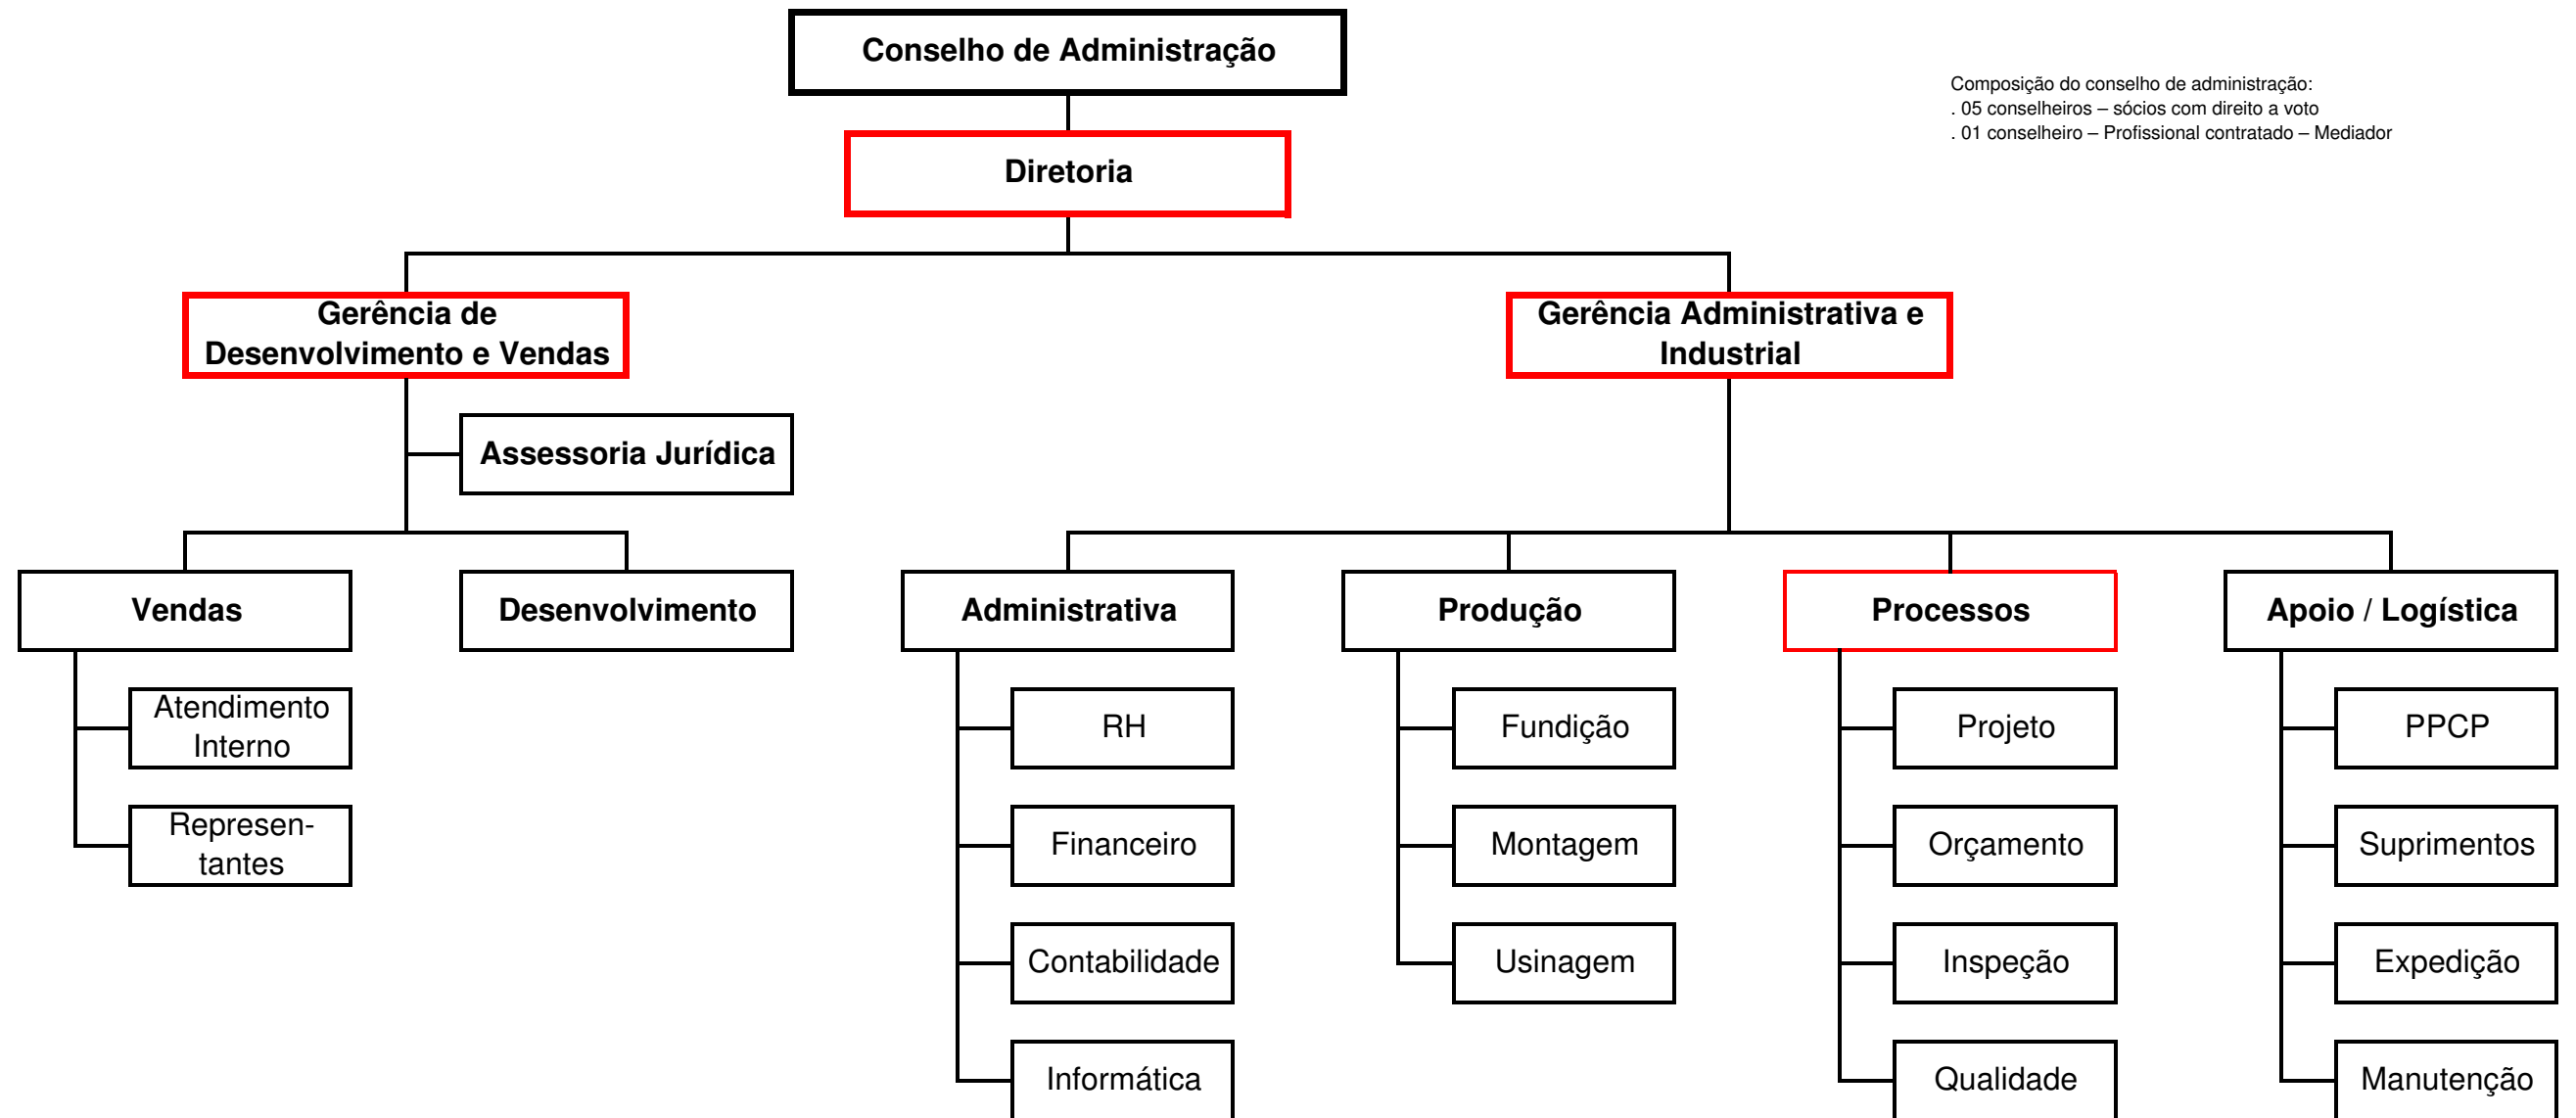 Conselho de Administração
Composição do conselho de administração:
. 05 conselheiros – sócios com direito a voto
. 01 conselheiro – Profissional contratado – Mediador
Diretoria
Gerência de
Desenvolvimento e Vendas
Gerência Administrativa e
Industrial
Assessoria Jurídica
Vendas
Desenvolvimento
Administrativa
Produção
Processos
Apoio / Logística
Atendimento
Interno
RH
Fundição
Projeto
PPCP
Represen-
tantes
Financeiro
Montagem
Orçamento
Suprimentos
Contabilidade
Usinagem
Inspeção
Expedição
Informática
Qualidade
Manutenção